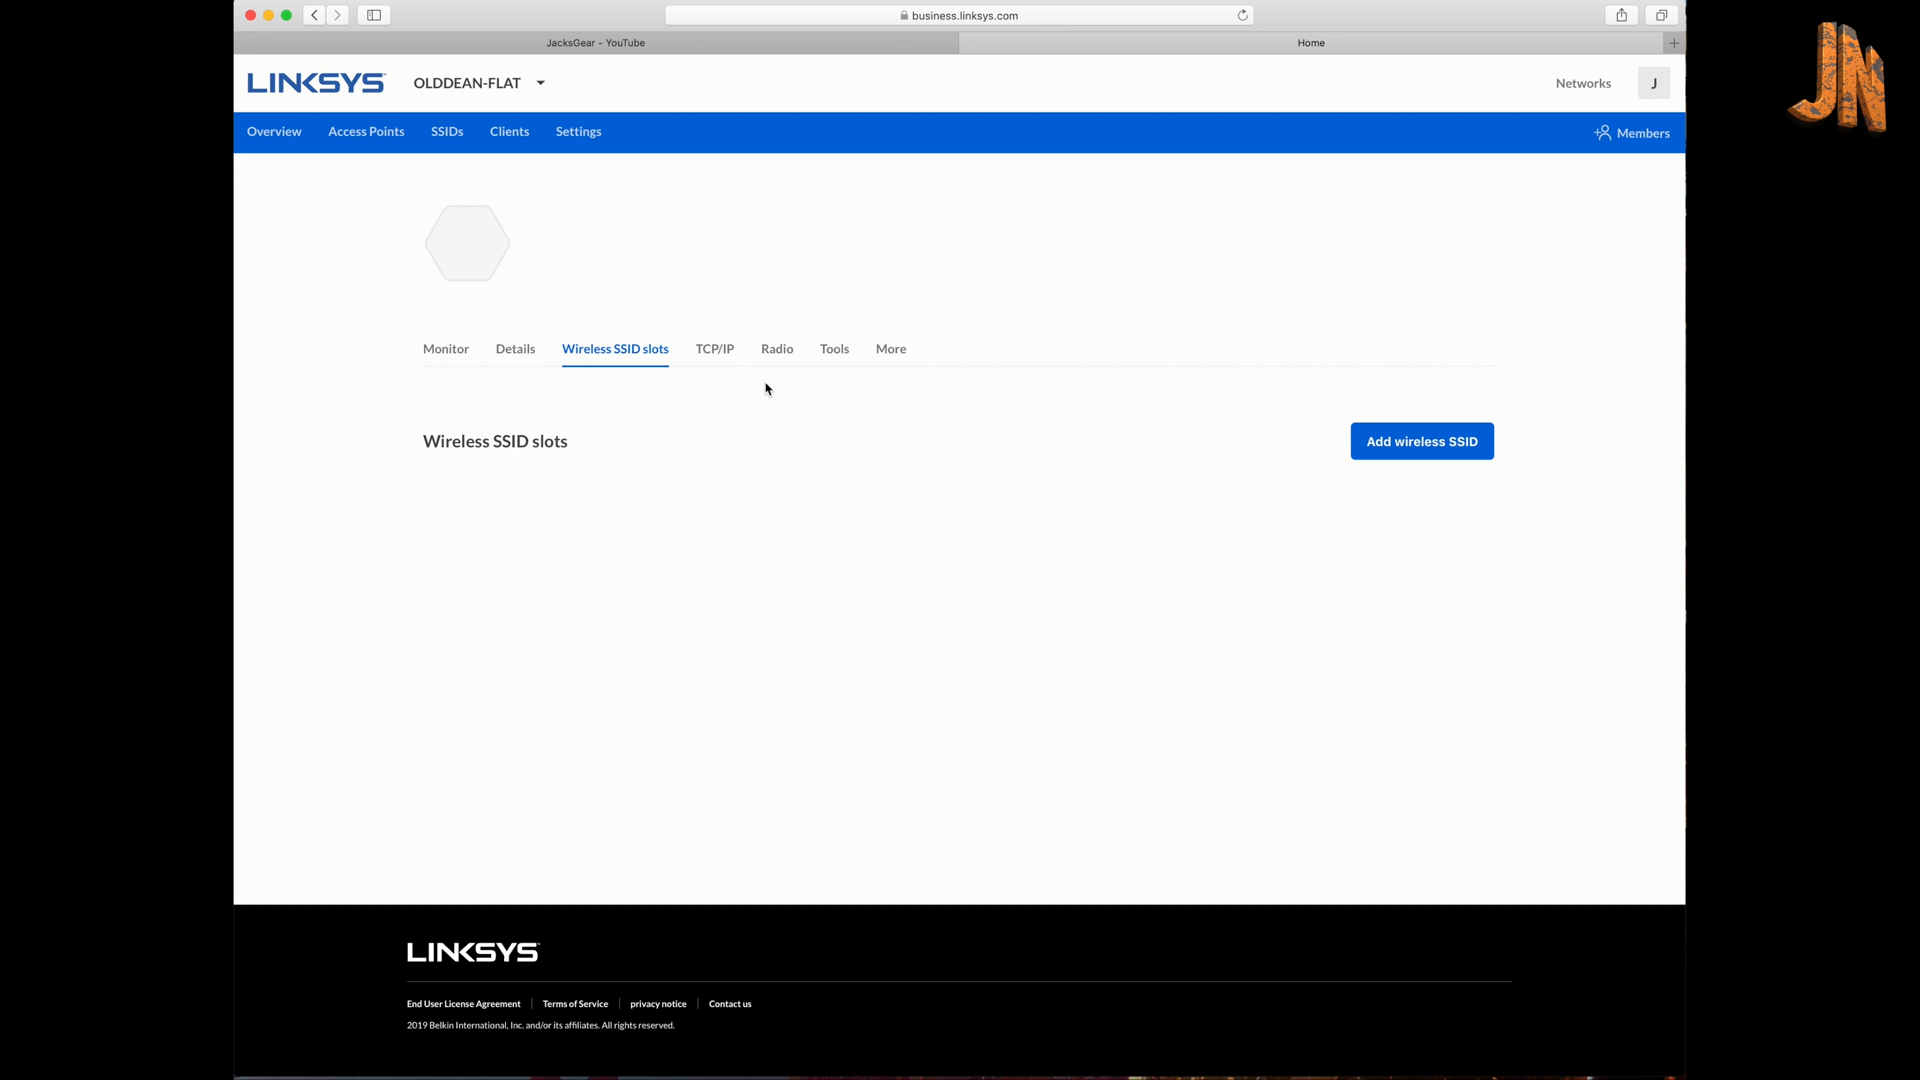 business.linksys.com
JacksGear - YouTube
Home
LINKSYS
OLDDEAN-FLAT
Networks
J
Overview
Access Points
SSIDs
Clients
Settings
Members
Monitor
Details
Wireless SSID slots
TCP/IP
Radio
Tools
More
Wireless SSID slots
Add wireless SSID
LINKSYS
End User License Agreement
Terms of Service
privacy notice
Contact us
2019 Belkin International, Inc. and/or its affiliates. All rights reserved.
JN